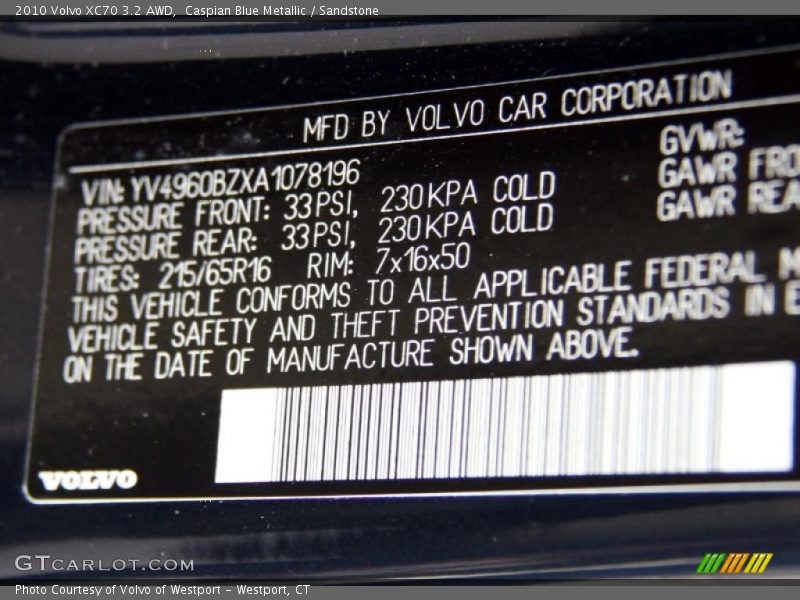 2010 Volvo XC70 3.2 AWD, Caspian Blue Metallic / Sandstone
MFD BY VOLVO CAR CORPORATION
VIN: YV4960BZXA1078196
GVWR:
PRESSURE FRONT: 33PSI, 230KPA COLD
GAWR FRO
PRESSURE REAR: 33PSI, 230KPA COLD
GAWR REA
TIRES: 215/65R16 RIM: 7x16x50
THIS VEHICLE CONFORMS TO ALL APPLICABLE FEDERAL M
VEHICLE SAFETY AND THEFT PREVENTION STANDARDS IN E
ON THE DATE OF MANUFACTURE SHOWN ABOVE.
VOLVO
GTCARLOT.COM
Photo Courtesy of Volvo of Westport – Westport, CT